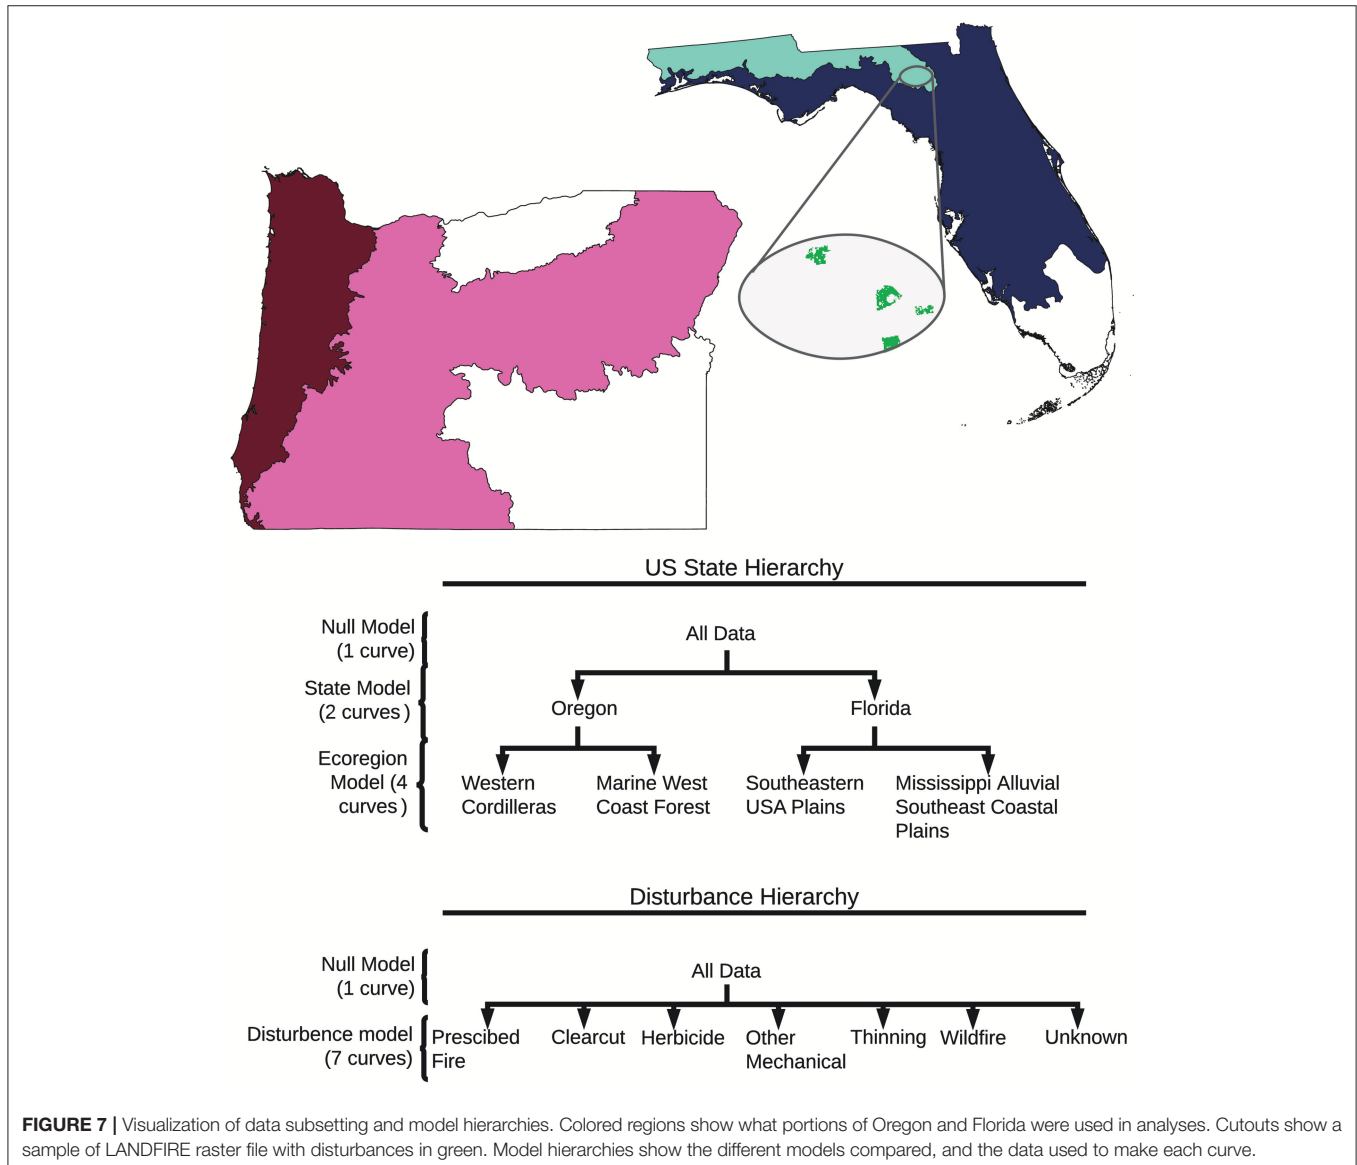 US State Hierarchy
Null Model
(1 curve)
All Data
State Model
(2 curves )
Oregon
Florida
Ecoregion
Model (4
curves)
Western
Cordilleras
Marine West
Coast Forest
Southeastern
USA Plains
Mississippi Alluvial
Southeast Coastal
Plains
Disturbance Hierarchy
Null Model
(1 curve)
All Data
Disturbence model
(7 curves)
Prescibed
Fire
Clearcut
Herbicide
Other
Mechanical
Thinning
Wildfire
Unknown
FIGURE 7 | Visualization of data subsetting and model hierarchies. Colored regions show what portions of Oregon and Florida were used in analyses. Cutouts show a
sample of LANDFIRE raster file with disturbances in green. Model hierarchies show the different models compared, and the data used to make each curve.